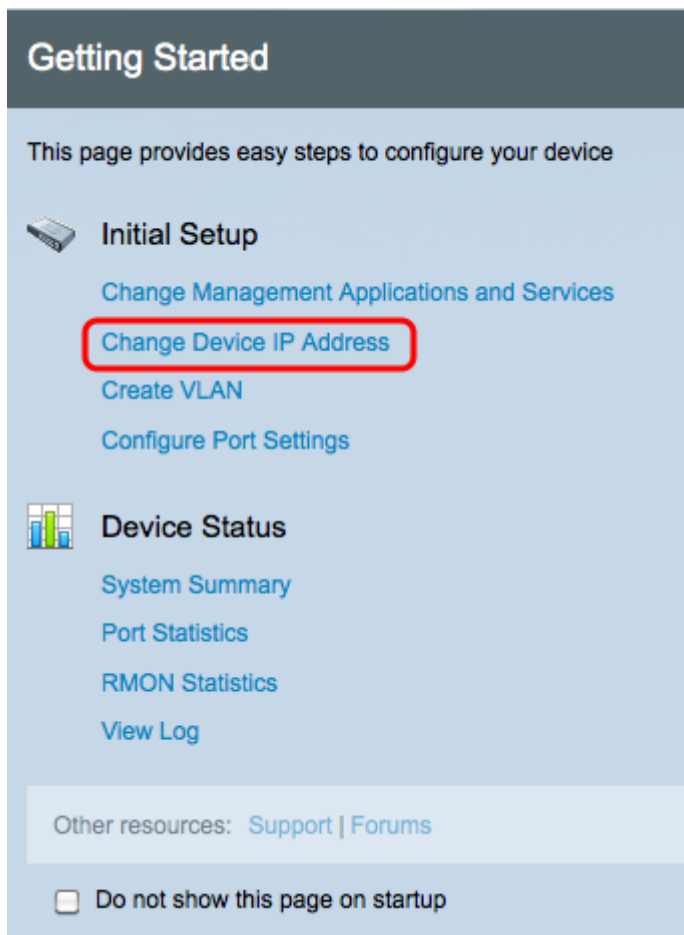 Getting Started
This page provides easy steps to configure your device
Initial Setup
Change Management Applications and Services
Change Device IP Address
Create VLAN
Configure Port Settings
Device Status
System Summary
Port Statistics
RMON Statistics
View Log
Other resources: Support | Forums
Do not show this page on startup